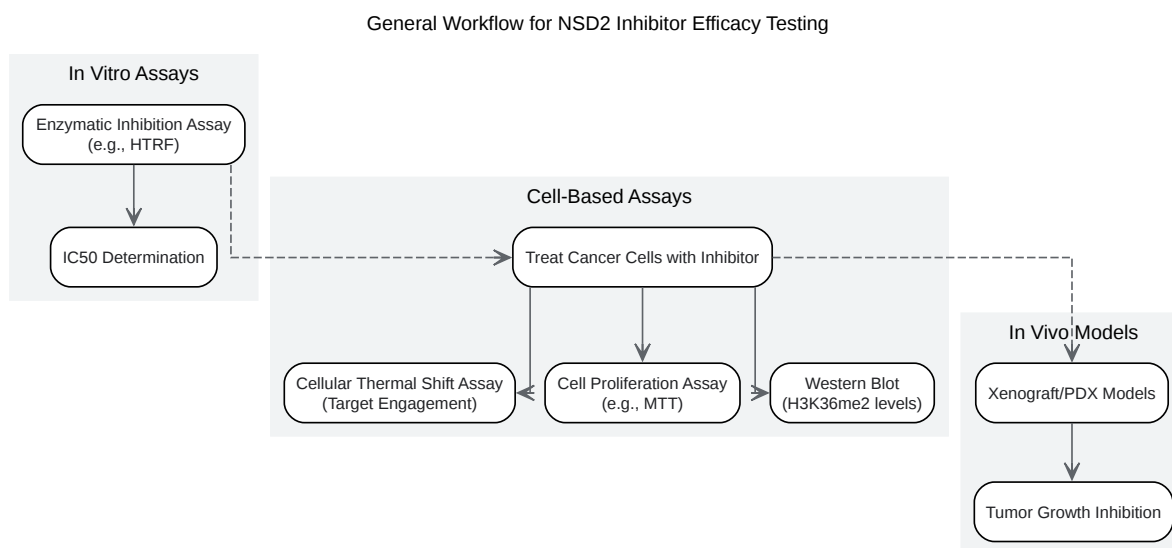 General Workflow for NSD2 Inhibitor Efficacy Testing
In Vitro Assays
Enzymatic Inhibition Assay
(e.g., HTRF)
IC50 Determination
Cell-Based Assays
Treat Cancer Cells with Inhibitor
Cellular Thermal Shift Assay
(Target Engagement)
Cell Proliferation Assay
(e.g., MTT)
Western Blot
(H3K36me2 levels)
In Vivo Models
Xenograft/PDX Models
Tumor Growth Inhibition